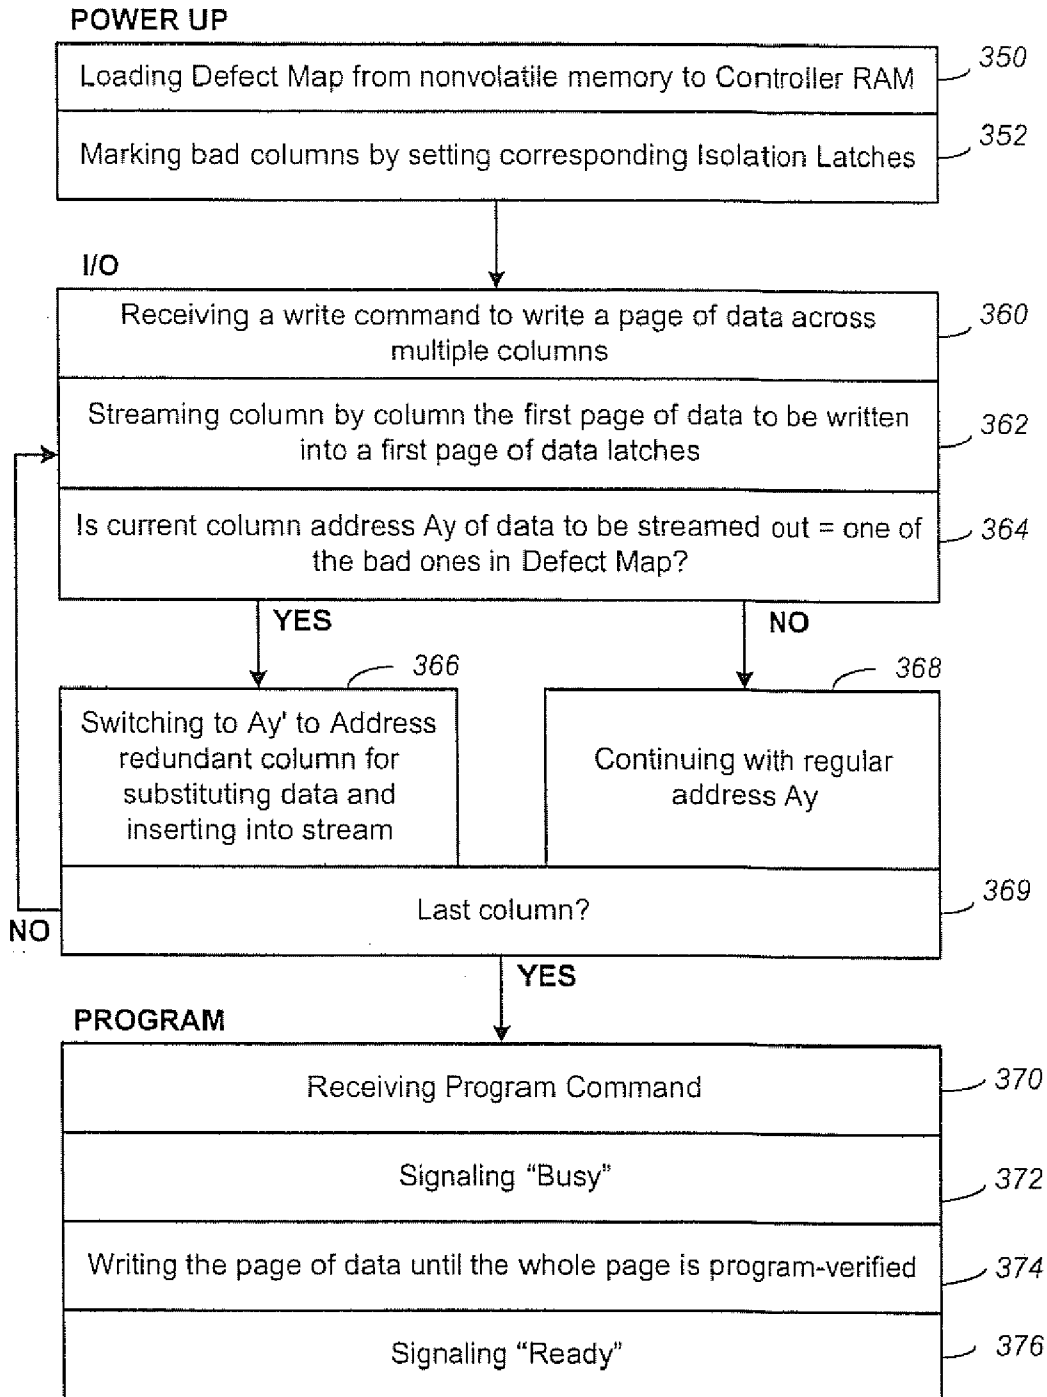 POWER UP
Loading Defect Map from nonvolatile memory to Controller RAM
350
Marking bad columns by setting corresponding Isolation Latches
352
I/O
Receiving a write command to write a page of data across
multiple columns
360
Streaming column by column the first page of data to be written
into a first page of data latches
362
Is current column address Ay of data to be streamed out = one of
the bad ones in Defect Map?
364
YES
NO
366
368
Switching to Ay' to Address
redundant column for
substituting data and
inserting into stream
Continuing with regular
address Ay
Last column?
369
NO
YES
PROGRAM
Receiving Program Command
370
Signaling “Busy”
372
Writing the page of data until the whole page is program-verified
374
Signaling “Ready”
376